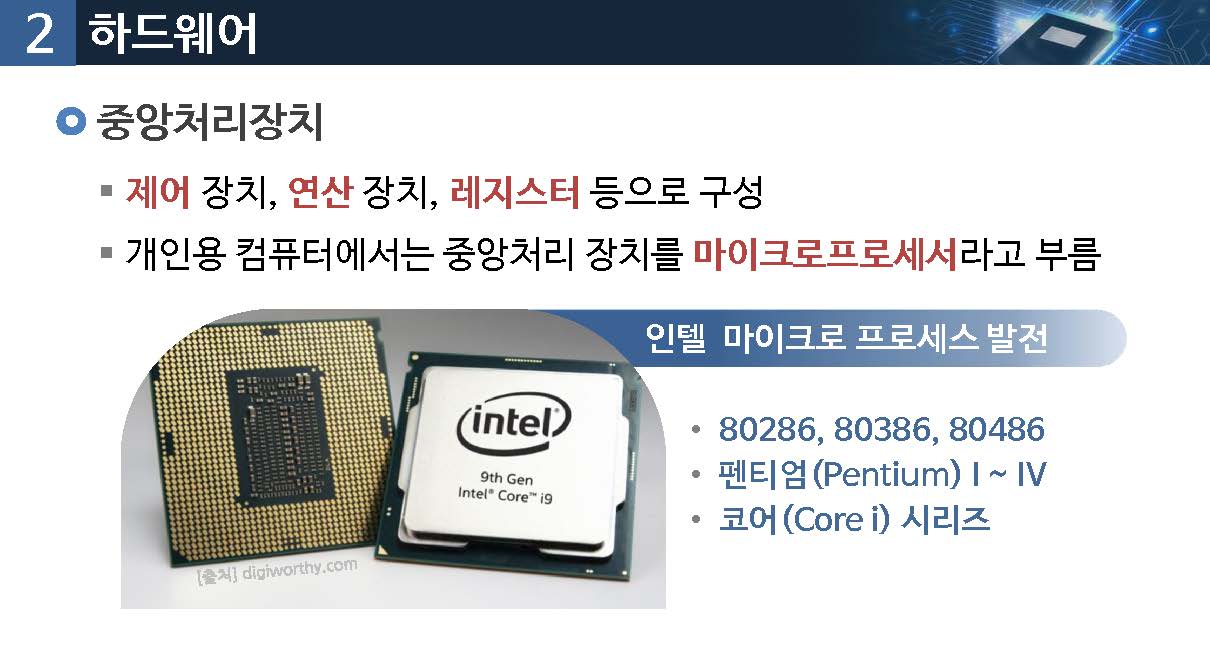 2 하드웨어
중앙처리장치
제어 장치, 연산 장치, 레지스터 등으로 구성
개인용 컴퓨터에서는 중앙처리 장치를 마이크로프로세서라고 부름
인텔 마이크로 프로세스 발전
intel®
9th Gen
Intel® Core™ i9
[출처] digiworthy.com
• 80286, 80386, 80486
• 펜티엄(Pentium) I ~ IV
• 코어(Core i) 시리즈